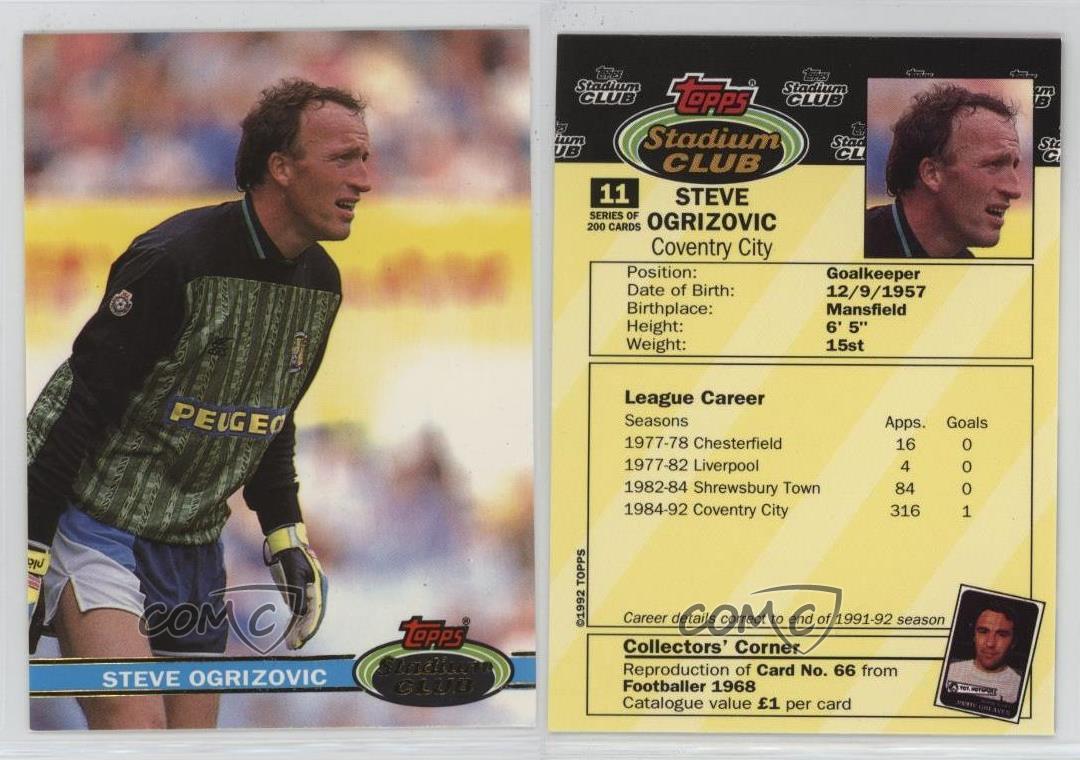 PEUGEO
COMC
Topps
Stadium
CLUB
STEVE OGRIZOVIC
Topps
Stadium
CLUB
Topps
Stadium
CLUB
Topps
Stadium
CLUB
11
SERIES OF
200 CARDS
STEVE
OGRIZOVIC
Coventry City
Position: Goalkeeper
Date of Birth: 12/9/1957
Birthplace: Mansfield
Height: 6' 5"
Weight: 15st
League Career
Seasons Apps. Goals
1977-78 Chesterfield 16 0
1977-82 Liverpool 4 0
1982-84 Shrewsbury Town 84 0
1984-92 Coventry City 316 1
©1992 TOPPS
COMC
Career details correct to end of 1991-92 season
Collectors' Corner
Reproduction of Card No. 66 from
Footballer 1968
Catalogue value £1 per card